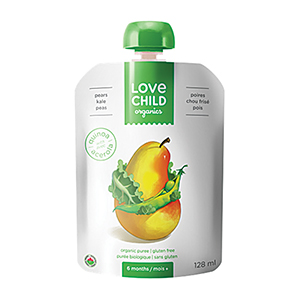 LOVE
CHILD
organics
pears
kale
peas
poires
chou frisé
pois
quinoa
acerola
organic puree | gluten free
purée biologique | sans gluten
6 months / mois +
128 ml